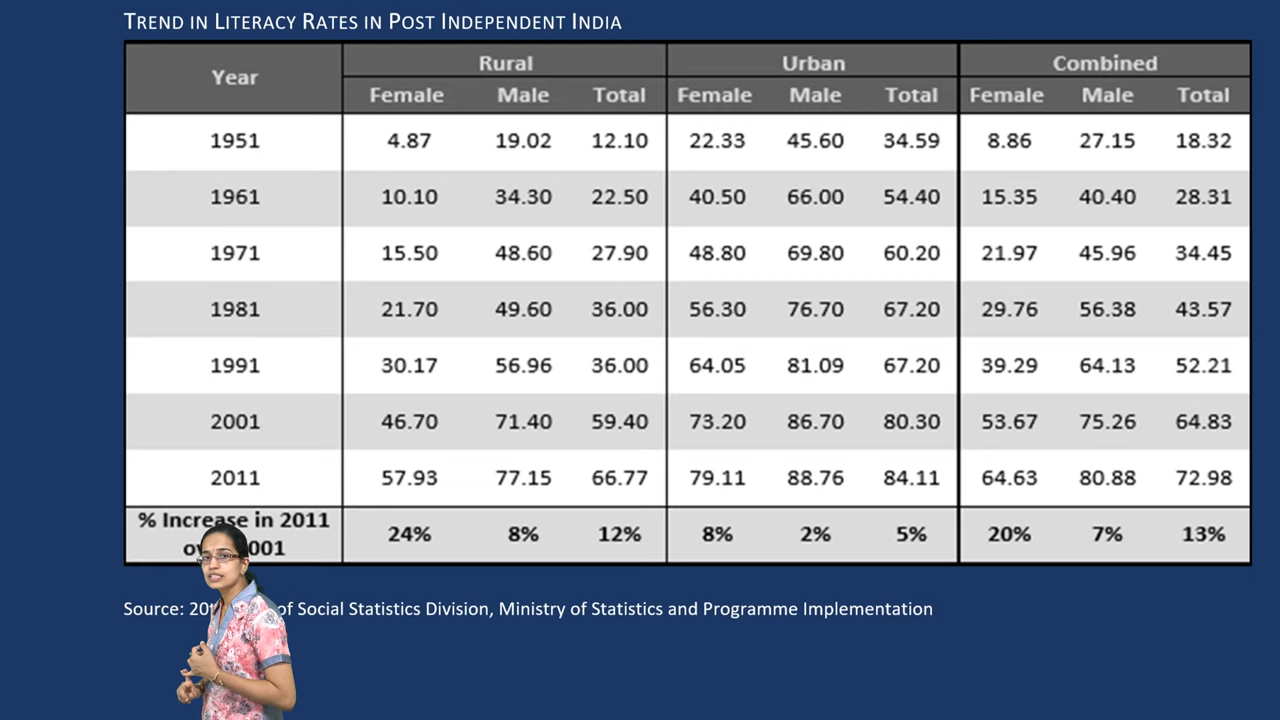 TREND IN LITERACY RATES IN POST INDEPENDENT INDIA
Year Rural Urban Combined
Female Male Total Female Male Total Female Male Total
1951 4.87 19.02 12.10 22.33 45.60 34.59 8.86 27.15 18.32
1961 10.10 34.30 22.50 40.50 66.00 54.40 15.35 40.40 28.31
1971 15.50 48.60 27.90 48.80 69.80 60.20 21.97 45.96 34.45
1981 21.70 49.60 36.00 56.30 76.70 67.20 29.76 56.38 43.57
1991 30.17 56.96 36.00 64.05 81.09 67.20 39.29 64.13 52.21
2001 46.70 71.40 59.40 73.20 86.70 80.30 53.67 75.26 64.83
2011 57.93 77.15 66.77 79.11 88.76 84.11 64.63 80.88 72.98
% Increase in 2011
24% 8% 12% 8% 2% 5% 20% 7% 13%
Source: of Social Statistics Division, Ministry of Statistics and Programme Implementation